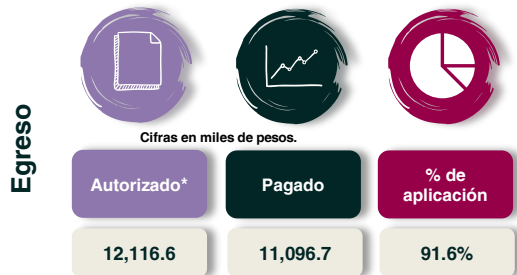 Egreso
Cifras en miles de pesos.
Autorizado*
Pagado
% de
aplicación
12,116.6
11,096.7
91.6%